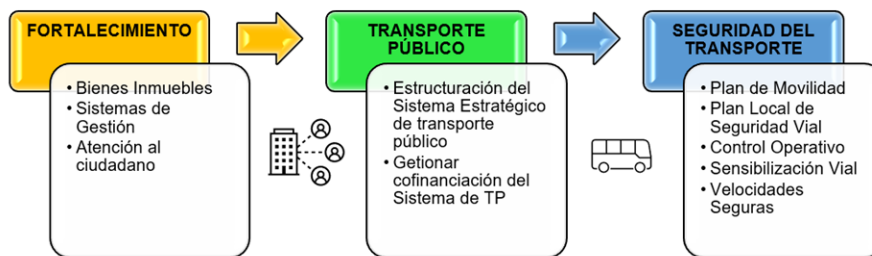 FORTALECIMIENTO
• Bienes Inmuebles
• Sistemas de
Gestión
• Atención al
ciudadano
TRANSPORTE
PÚBLICO
• Estructuración del
Sistema Estratégico
de transporte
público
• Getionar
cofinanciación del
Sistema de TP
SEGURIDAD DEL
TRANSPORTE
• Plan de Movilidad
• Plan Local de
Seguridad Vial
• Control Operativo
• Sensibilización Vial
• Velocidades
Seguras